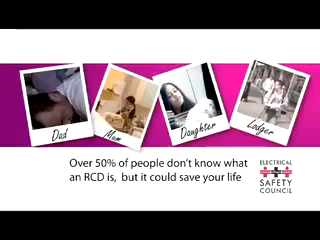 Dad
Mum
Daughter
Lodger
Over 50% of people don't know what
an RCD is, but it could save your life
ELECTRICAL
SAFETY
COUNCIL